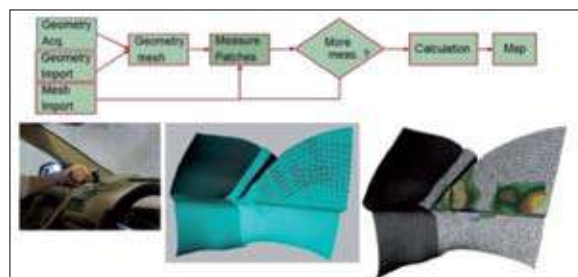 Geometry
Acq.
Geometry
Import
Mesh
Import
Geometry
mesh
Measure
Patches
More
meas. ?
Calculation
Map